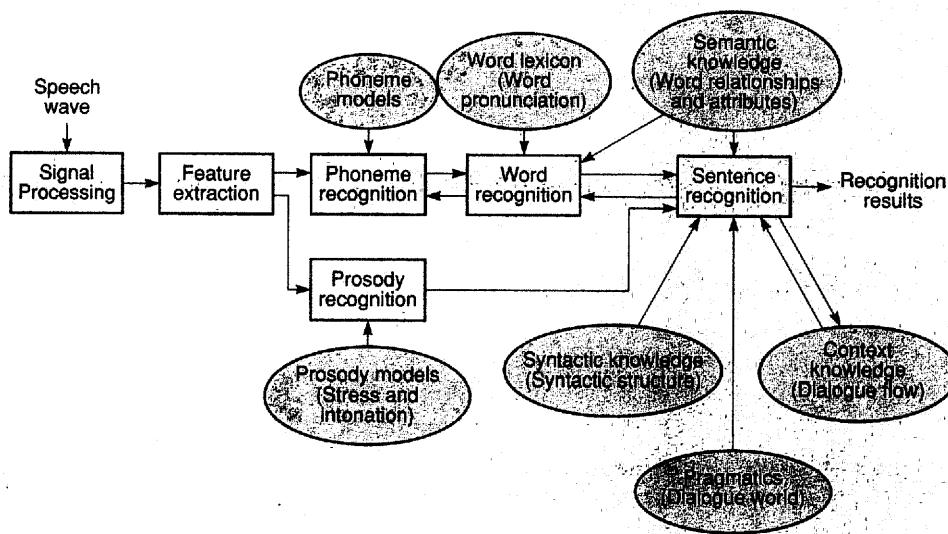 Speech
wave
Signal
Processing
Feature
extraction
Phoneme
models
Phoneme
recognition
Word lexicon
(Word
pronunciation)
Word
recognition
Semantic
knowledge
(Word relationships
and attributes)
Sentence
recognition
Recognition
results
Prosody
recognition
Prosody models
(Stress and
intonation)
Syntactic knowledge
(Syntactic structure)
Context
knowledge
(Dialogue flow)
Pragmatics
(Dialogue world)